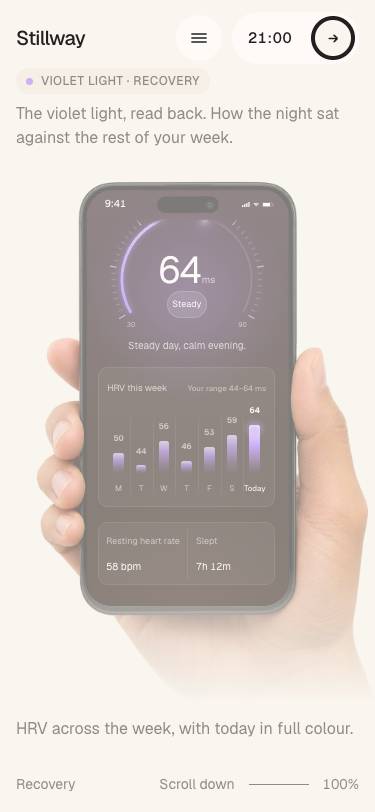 Stillway
21:00
VIOLET LIGHT · RECOVERY
The violet light, read back. How the night sat
against the rest of your week.
9:41
64 ms
Steady
30
90
Steady day, calm evening.
HRV this week
Your range 44–64 ms
50
44
56
46
53
59
64
M
T
W
T
F
S
Today
Resting heart rate
Slept
58 bpm
7h 12m
HRV across the week, with today in full colour.
Recovery
Scroll down
100%